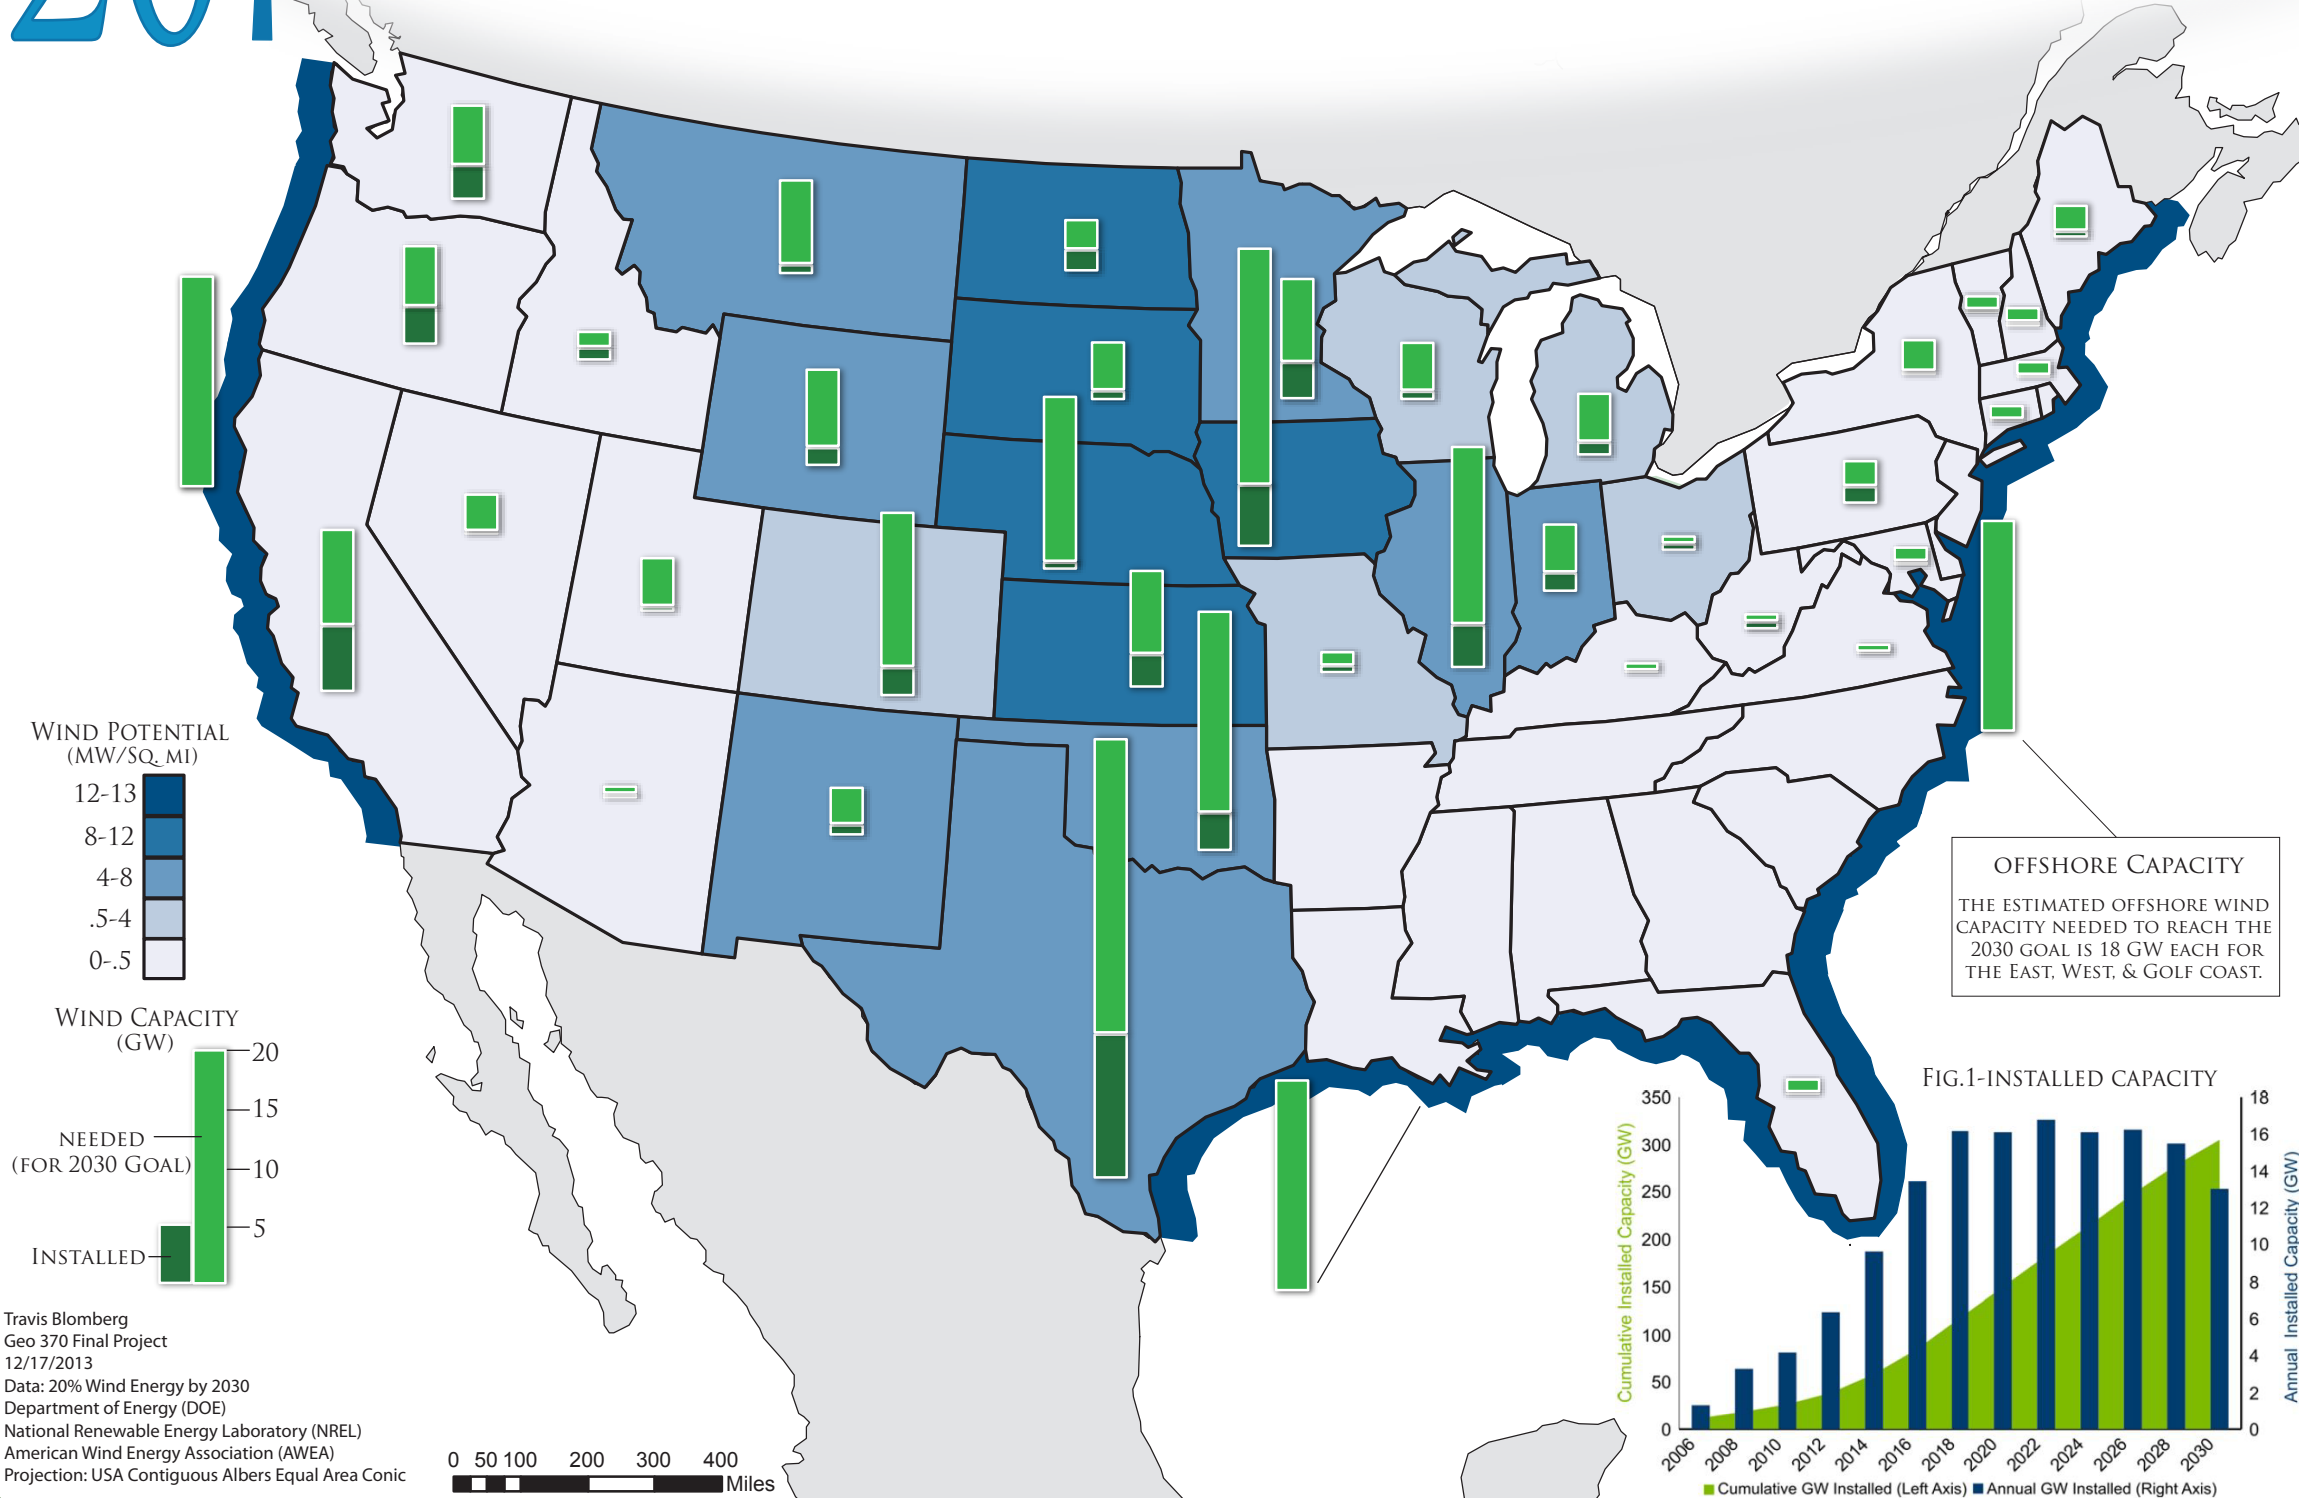 201
Wind Potential
(MW/Sq. mi)
12-13
8-12
4-8
.5-4
0-.5
Wind Capacity
(GW)
20
15
10
5
needed
(for 2030 Goal)
Installed
Travis Blomberg
Geo 370 Final Project
12/17/2013
Data: 20% Wind Energy by 2030
Department of Energy (DOE)
National Renewable Energy Laboratory (NREL)
American Wind Energy Association (AWEA)
Projection: USA Contiguous Albers Equal Area Conic
0 50 100 200 300 400
Miles
offshore Capacity
the estimated offshore wind
capacity needed to reach the
2030 goal is 18 GW each for
the East, West, & Golf coast.
Fig.1-installed capacity
Cumulative Installed Capacity (GW)
350
300
250
200
150
100
50
0
18
16
14
12
10
8
6
4
2
0
Annual Installed Capacity (GW)
2006 2008 2010 2012 2014 2016 2018 2020 2022 2024 2026 2028 2030
Cumulative GW Installed (Left Axis) Annual GW Installed (Right Axis)